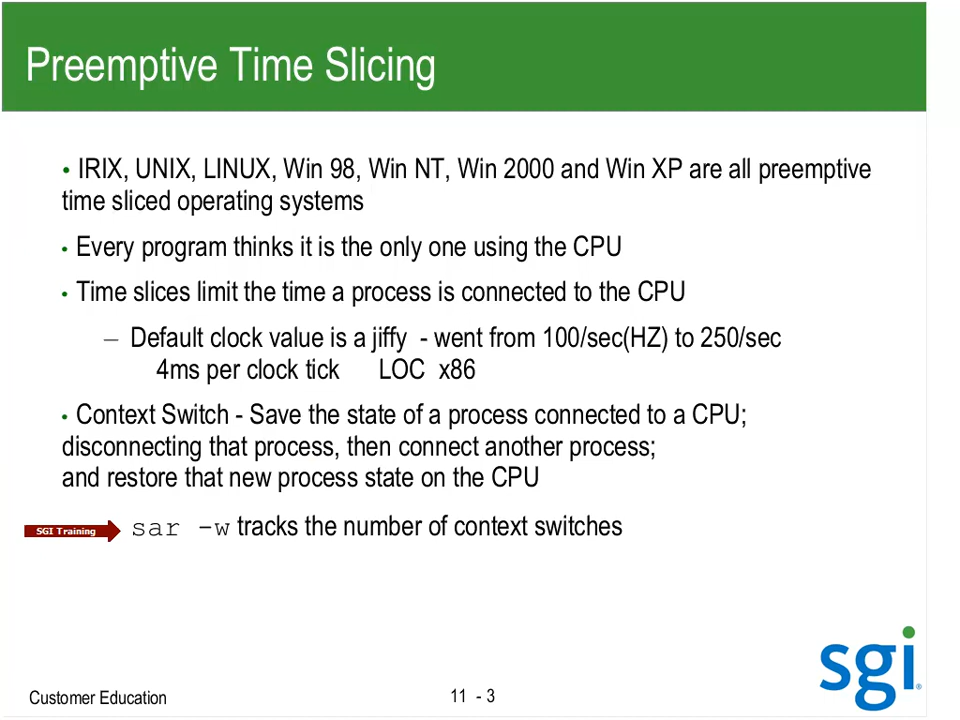 Preemptive Time Slicing
• IRIX, UNIX, LINUX, Win 98, Win NT, Win 2000 and Win XP are all preemptive
time sliced operating systems
• Every program thinks it is the only one using the CPU
• Time slices limit the time a process is connected to the CPU
– Default clock value is a jiffy - went from 100/sec(HZ) to 250/sec
4ms per clock tick LOC x86
• Context Switch - Save the state of a process connected to a CPU;
disconnecting that process, then connect another process;
and restore that new process state on the CPU
SGI Training sar -w tracks the number of context switches
Customer Education 11 - 3 sgi®